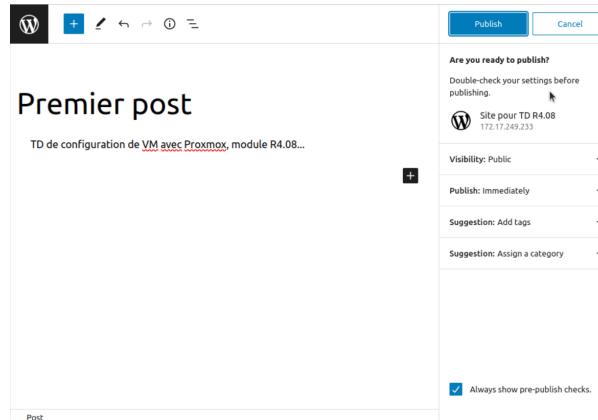 Publish
Cancel
Are you ready to publish?
Double-check your settings before
publishing.
Premier post
Site pour TD R4.08
172.17.249.233
TD de configuration de VM avec Proxmox, module R4.08...
Visibility: Public
Publish: Immediately
Suggestion: Add tags
Suggestion: Assign a category
Always show pre-publish checks.
Post